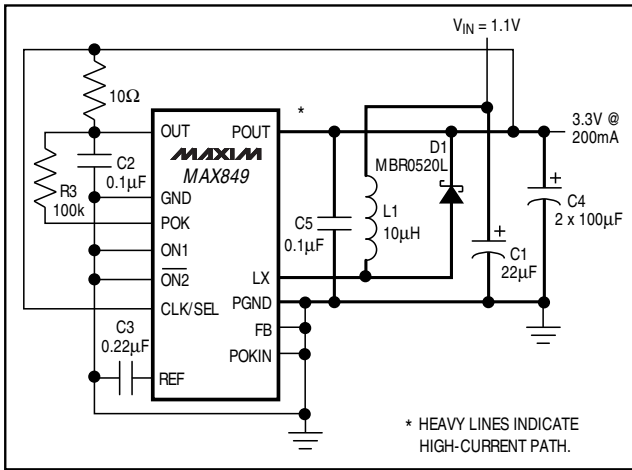 VIN = 1.1V
10Ω
*
3.3V @
200mA
OUT
POUT
D1
MBR0520L
MAXIM
MAX849
C2
0.1µF
R3
100k
GND
POK
C5
0.1µF
L1
10µH
C4
2 x 100µF
ON1
ON2
LX
C1
22µF
CLK/SEL
PGND
C3
0.22µF
FB
POKIN
REF
* HEAVY LINES INDICATE
HIGH-CURRENT PATH.
+
+